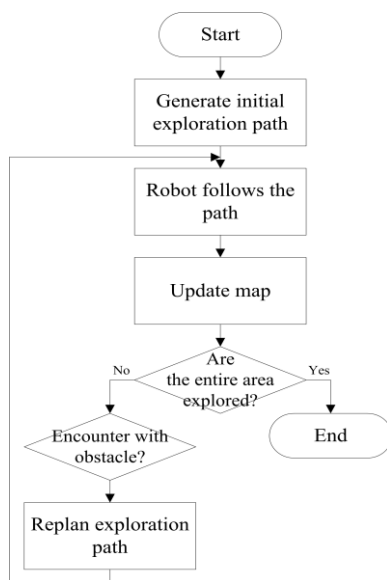 Start
Generate initial
exploration path
Robot follows the
path
Update map
Are
the entire area
explored?
No
Yes
Encounter with
obstacle?
End
Replan exploration
path